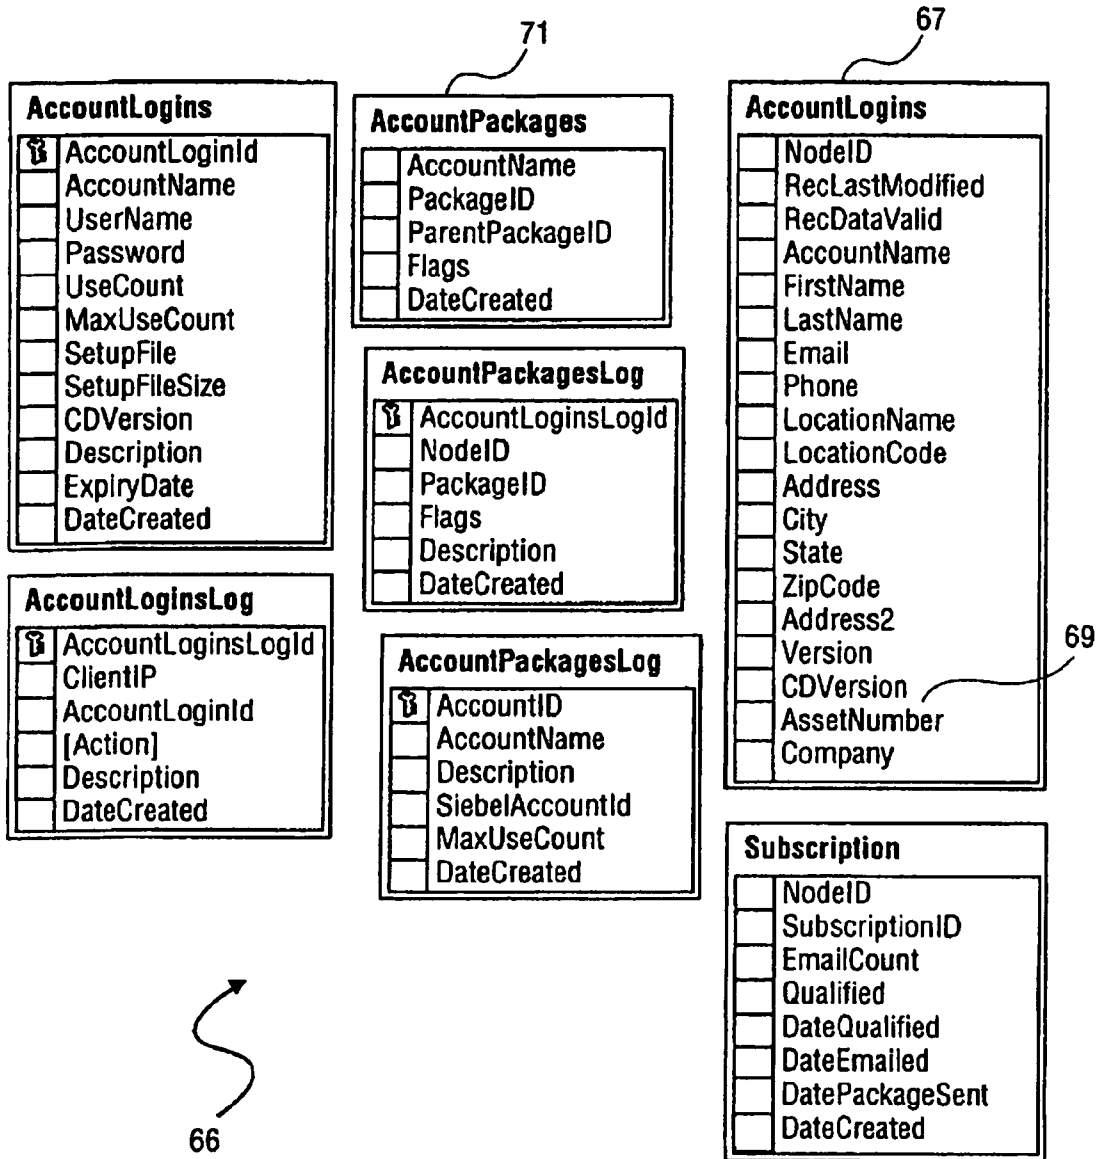 71
67
AccountLogins
AccountLoginId
AccountName
UserName
Password
UseCount
MaxUseCount
SetupFile
SetupFileSize
CDVersion
Description
ExpiryDate
DateCreated
AccountLoginsLog
AccountLoginsLogId
ClientIP
AccountLoginId
[Action]
Description
DateCreated
AccountPackages
AccountName
PackageID
ParentPackageID
Flags
DateCreated
AccountPackagesLog
AccountLoginsLogId
NodeID
PackageID
Flags
Description
DateCreated
AccountPackagesLog
AccountID
AccountName
Description
SiebelAccountId
MaxUseCount
DateCreated
AccountLogins
NodeID
RecLastModified
RecDataValid
AccountName
FirstName
LastName
Email
Phone
LocationName
LocationCode
Address
City
State
ZipCode
Address2
Version
CDVersion
AssetNumber
Company
69
Subscription
NodeID
SubscriptionID
EmailCount
Qualified
DateQualified
DateEmailed
DatePackageSent
DateCreated
66